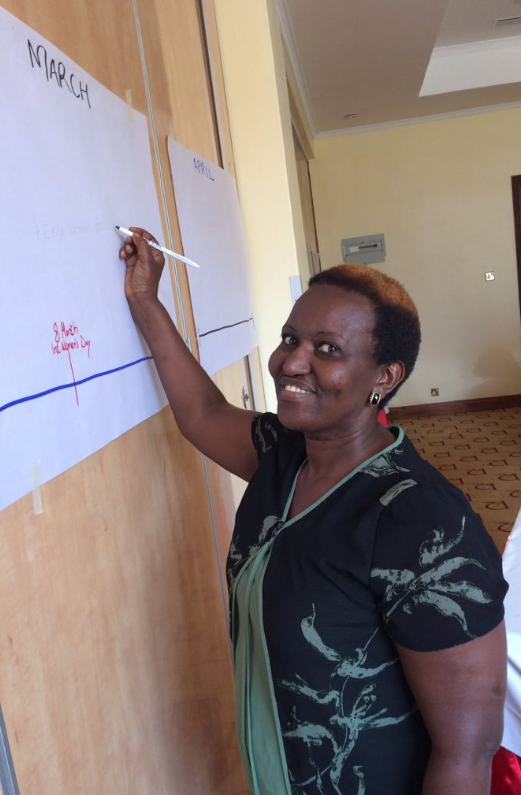 MARCH
8 March
Int. Women's Day
APRIL